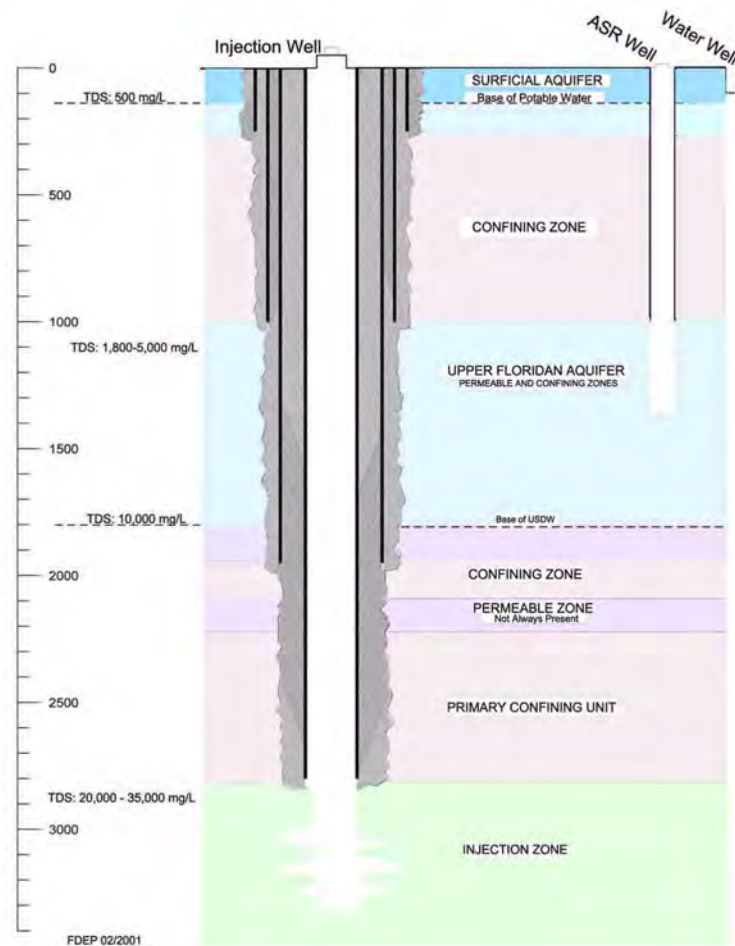 Injection Well
ASR Well
Water Well
0
SURFICIAL AQUIFER
TDS: 500 mg/L
Base of Potable Water
500
CONFINING ZONE
1000
TDS: 1,800-5,000 mg/L
UPPER FLORIDAN AQUIFER
PERMEABLE AND CONFINING ZONES
1500
TDS: 10,000 mg/L
Base of USDW
2000
CONFINING ZONE
PERMEABLE ZONE
Not Always Present
2500
PRIMARY CONFINING UNIT
TDS: 20,000 - 35,000 mg/L
3000
INJECTION ZONE
FDEP 02/2001